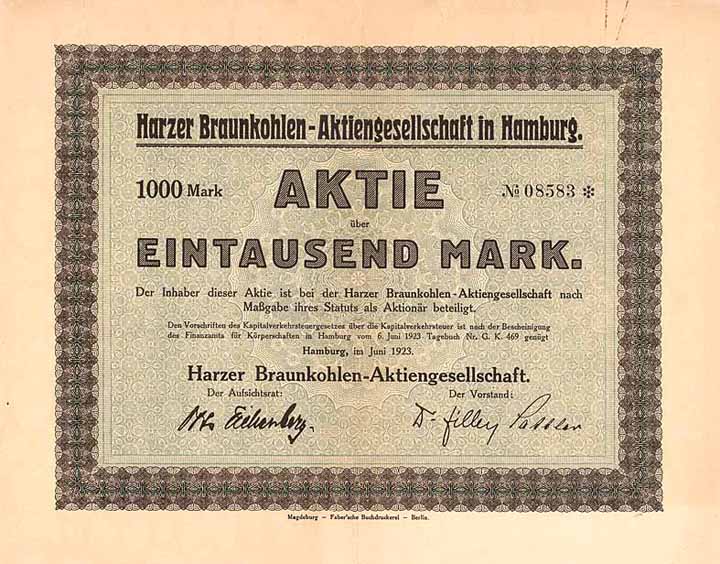 Harzer Braunkohlen-Aktiengesellschaft in Hamburg.
1000 Mark AKTIE № 08583 *
über
EINTAUSEND MARK.
Der Inhaber dieser Aktie ist bei der Harzer Braunkohlen-Aktiengesellschaft nach
Maßgabe ihres Statuts als Aktionär beteiligt.
Den Vorschriften des Kapitalverkehrsteuergesetzes über die Kapitalverkehrsteuer ist nach der Bescheinigung
des Finanzamts für Körperschaften in Hamburg vom 6. Juni 1923 Tagebuch Nr. G. K. 469 genügt
Hamburg, im Juni 1923.
Harzer Braunkohlen-Aktiengesellschaft.
Der Aufsichtsrat: Der Vorstand:
Otto Dr
Magdeburg – Faber'sche Buchdruckerei – Berlin.